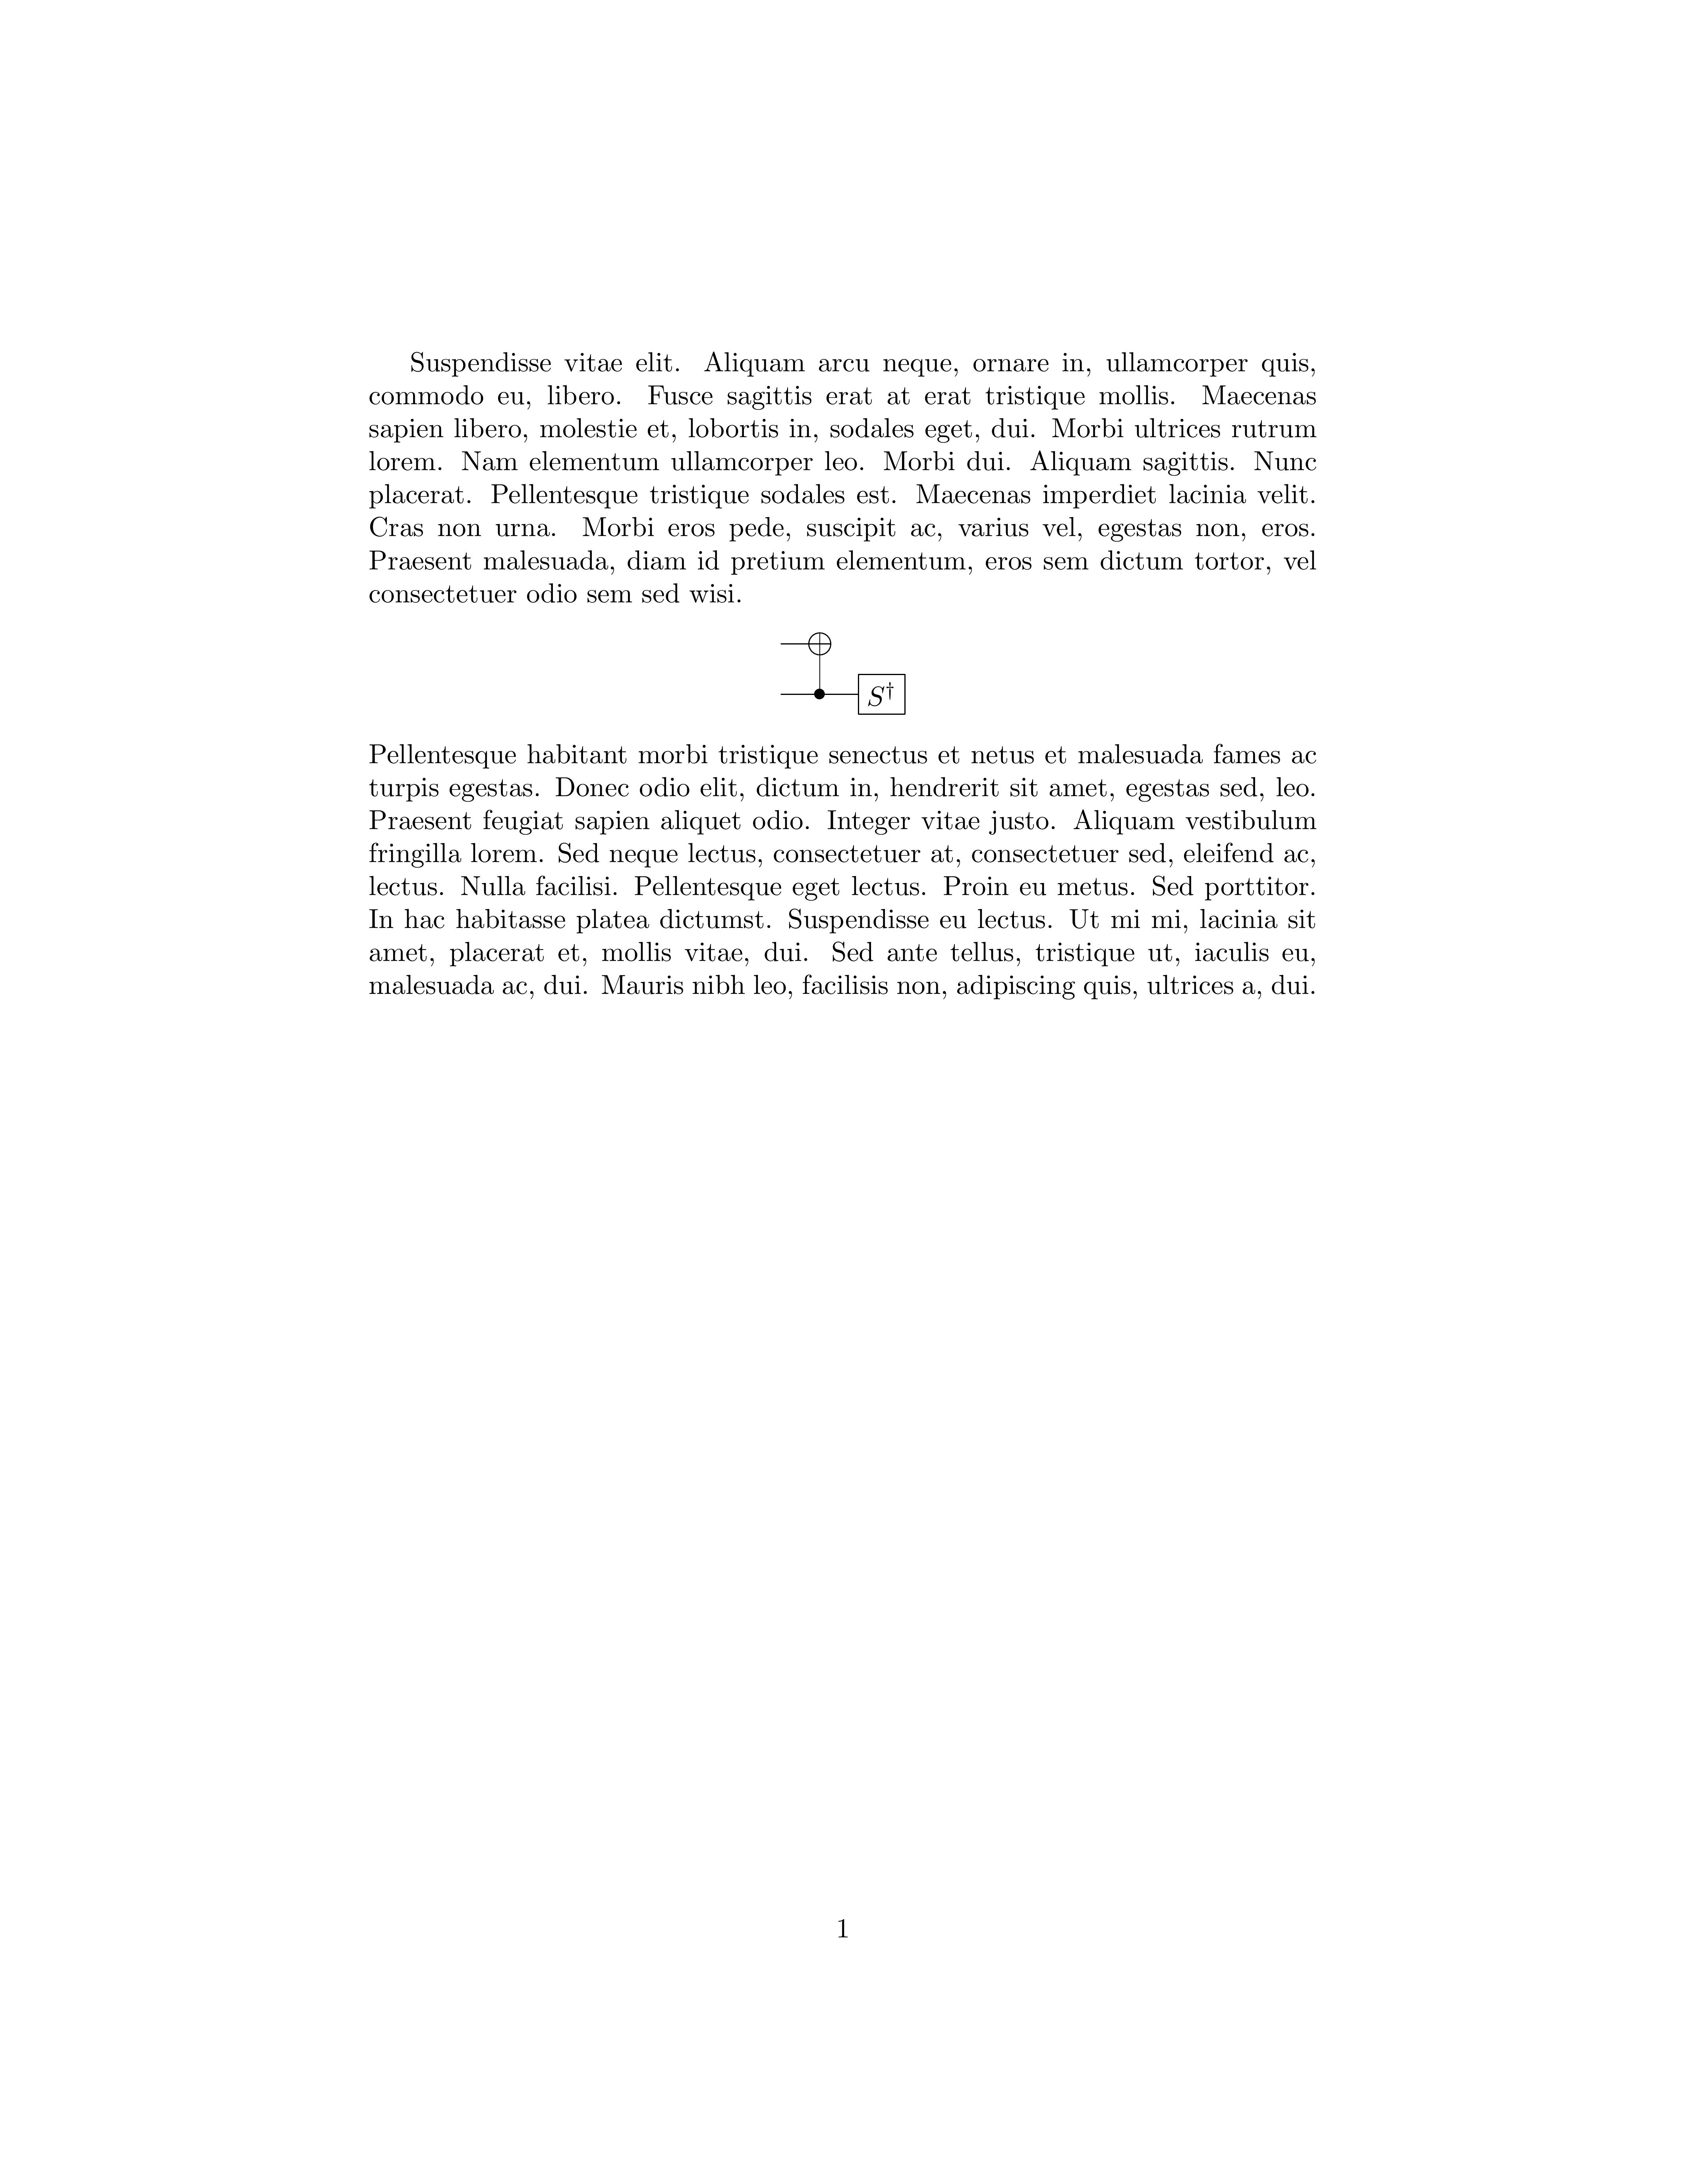 Suspendisse vitae elit. Aliquam arcu neque, ornare in, ullamcorper quis,
commodo eu, libero. Fusce sagittis erat at erat tristique mollis. Maecenas
sapien libero, molestie et, lobortis in, sodales eget, dui. Morbi ultrices rutrum
lorem. Nam elementum ullamcorper leo. Morbi dui. Aliquam sagittis. Nunc
placerat. Pellentesque tristique sodales est. Maecenas imperdiet lacinia velit.
Cras non urna. Morbi eros pede, suscipit ac, varius vel, egestas non, eros.
Praesent malesuada, diam id pretium elementum, eros sem dictum tortor, vel
consectetuer odio sem sed wisi.
S†
Pellentesque habitant morbi tristique senectus et netus et malesuada fames ac
turpis egestas. Donec odio elit, dictum in, hendrerit sit amet, egestas sed, leo.
Praesent feugiat sapien aliquet odio. Integer vitae justo. Aliquam vestibulum
fringilla lorem. Sed neque lectus, consectetuer at, consectetuer sed, eleifend ac,
lectus. Nulla facilisi. Pellentesque eget lectus. Proin eu metus. Sed porttitor.
In hac habitasse platea dictumst. Suspendisse eu lectus. Ut mi mi, lacinia sit
amet, placerat et, mollis vitae, dui. Sed ante tellus, tristique ut, iaculis eu,
malesuada ac, dui. Mauris nibh leo, facilisis non, adipiscing quis, ultrices a, dui.
1